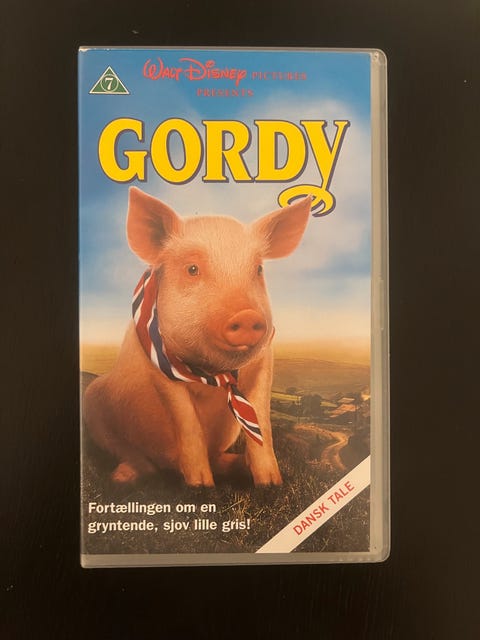 7
WALT DISNEY PICTURES
PRESENTS
GORDY
Fortællingen om en
gryntende, sjov lille gris!
DANSK TALE